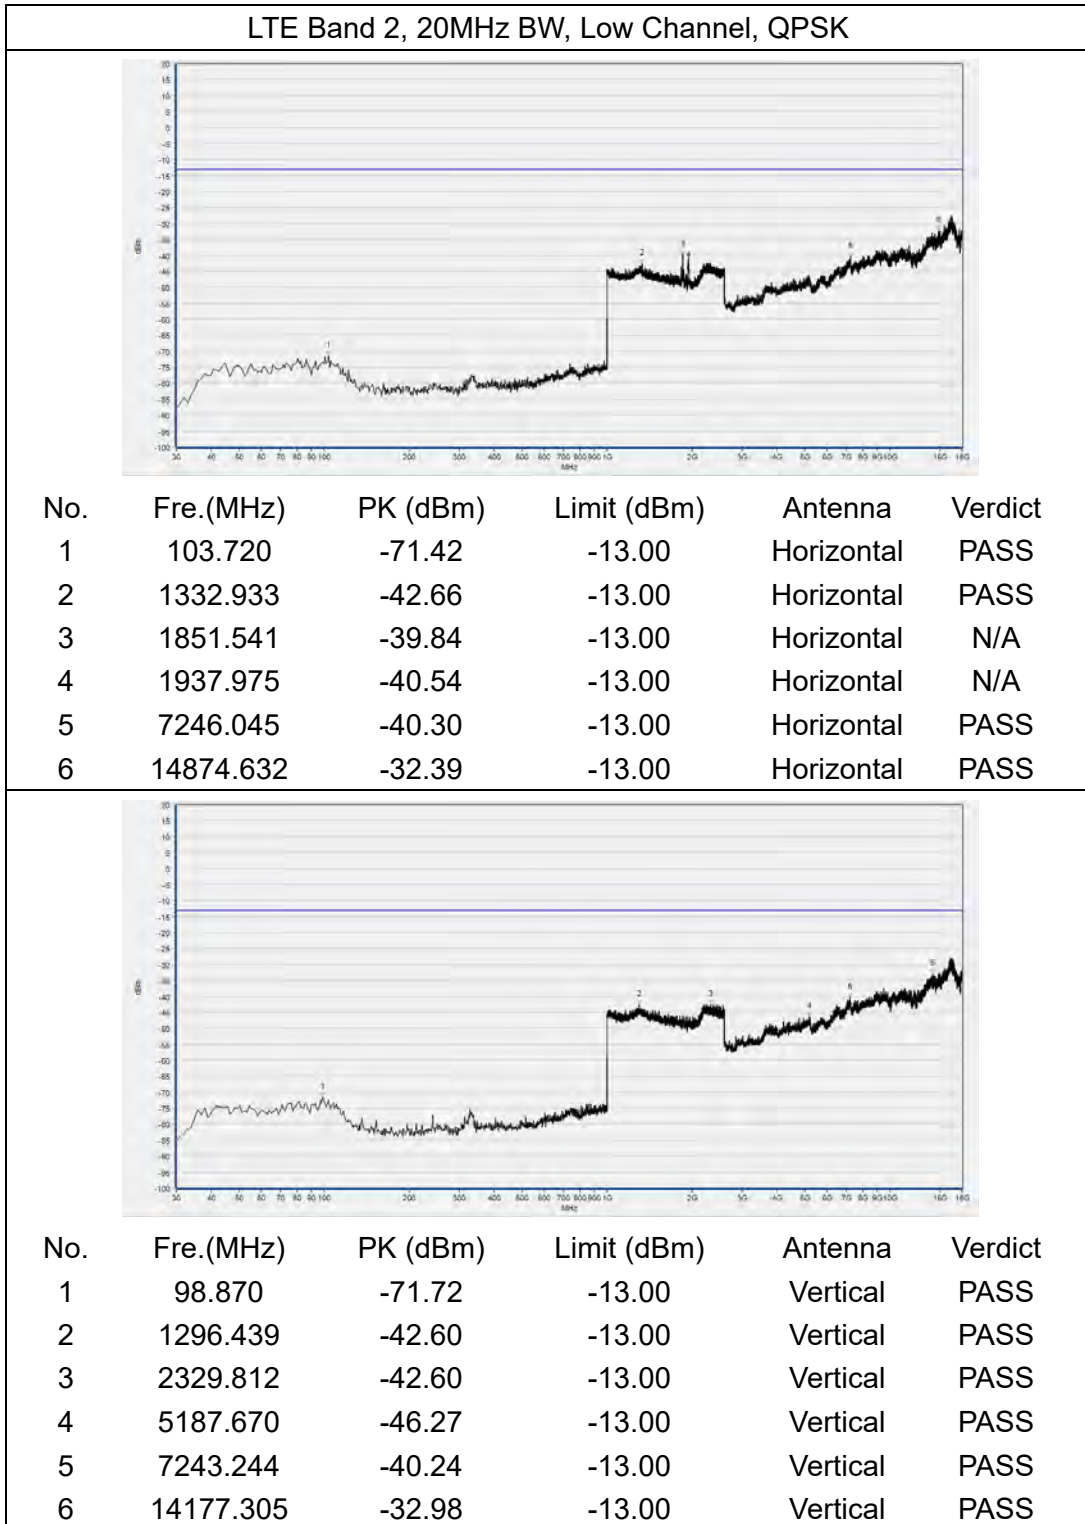 LTE Band 2, 20MHz BW, Low Channel, QPSK
No. Fre.(MHz) PK (dBm) Limit (dBm) Antenna Verdict
1 103.720 -71.42 -13.00 Horizontal PASS
2 1332.933 -42.66 -13.00 Horizontal PASS
3 1851.541 -39.84 -13.00 Horizontal N/A
4 1937.975 -40.54 -13.00 Horizontal N/A
5 7246.045 -40.30 -13.00 Horizontal PASS
6 14874.632 -32.39 -13.00 Horizontal PASS
No. Fre.(MHz) PK (dBm) Limit (dBm) Antenna Verdict
1 98.870 -71.72 -13.00 Vertical PASS
2 1296.439 -42.60 -13.00 Vertical PASS
3 2329.812 -42.60 -13.00 Vertical PASS
4 5187.670 -46.27 -13.00 Vertical PASS
5 7243.244 -40.24 -13.00 Vertical PASS
6 14177.305 -32.98 -13.00 Vertical PASS